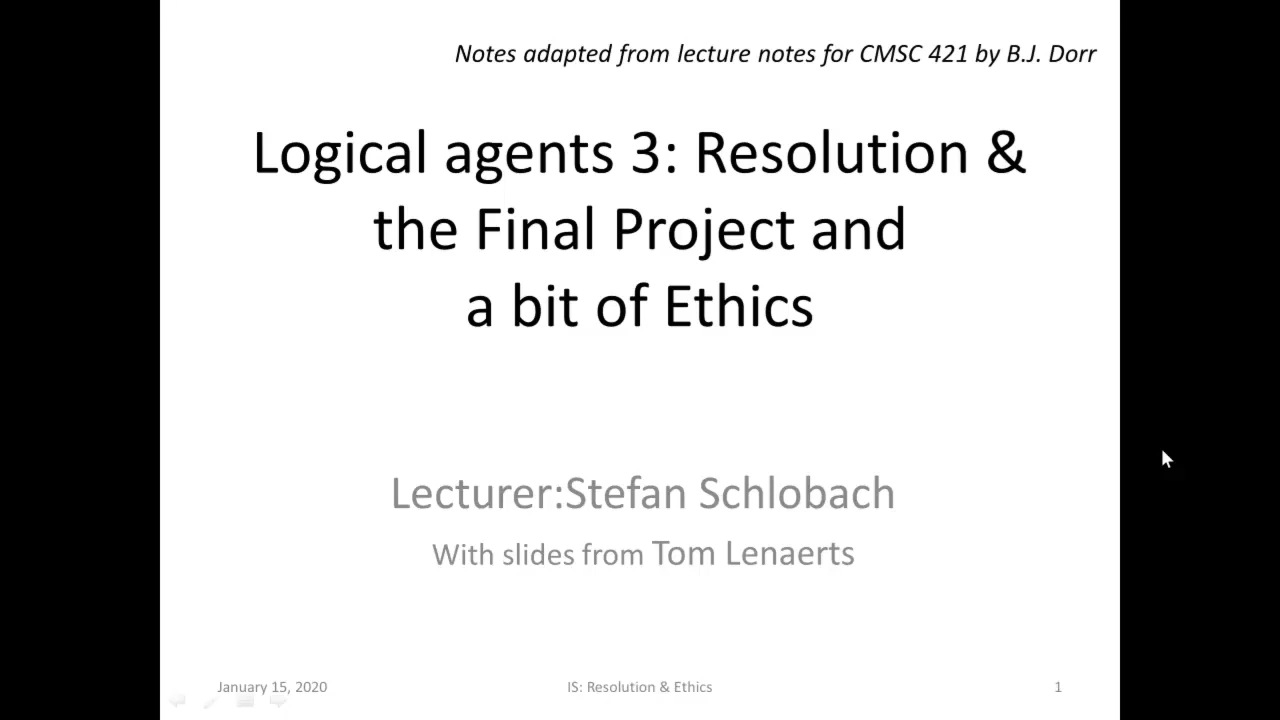 Notes adapted from lecture notes for CMSC 421 by B.J. Dorr
Logical agents 3: Resolution &
the Final Project and
a bit of Ethics
Lecturer:Stefan Schlobach
With slides from Tom Lenaerts
January 15, 2020
IS: Resolution & Ethics
1